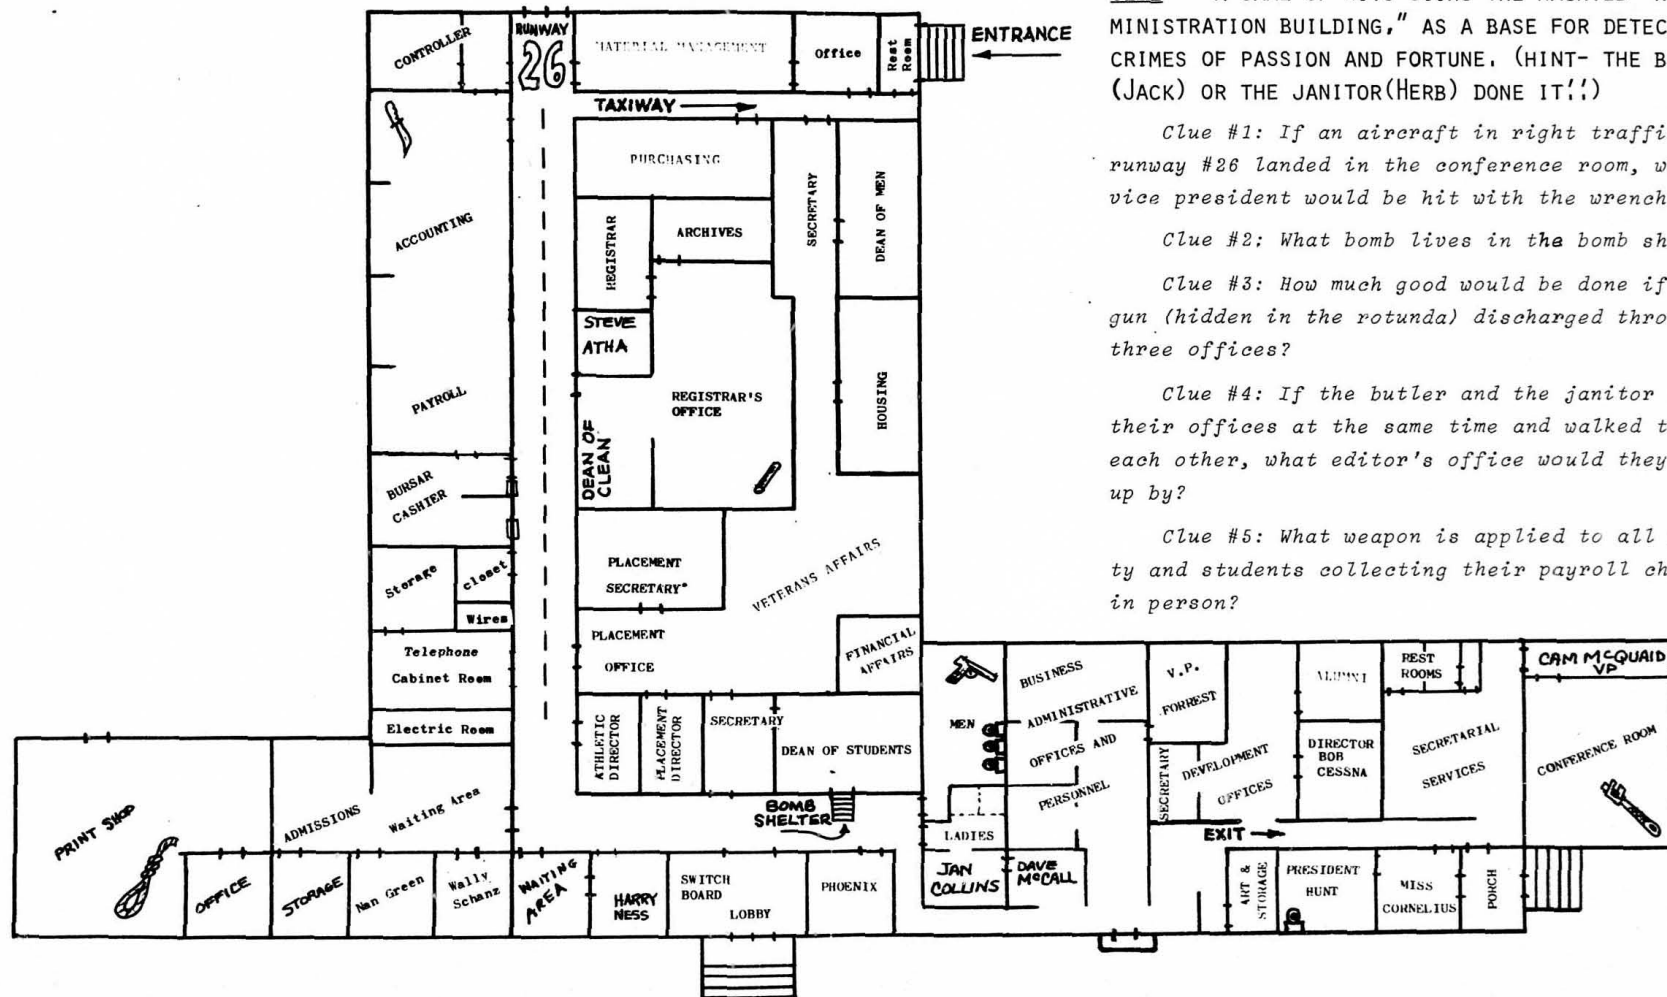 MINISTRATION BUILDING," AS A BASE FOR DETEC
CRIMES OF PASSION AND FORTUNE. (HINT- THE B
(JACK) OR THE JANITOR(HERB) DONE IT!!)
Clue #1: If an aircraft in right traffi
runway #26 landed in the conference room, w
vice president would be hit with the wrench
Clue #2: What bomb lives in the bomb sh
Clue #3: How much good would be done if
gun (hidden in the rotunda) discharged thro
three offices?
Clue #4: If the butler and the janitor
their offices at the same time and walked t
each other, what editor's office would they
up by?
Clue #5: What weapon is applied to all
ty and students collecting their payroll ch
in person?
CONTROLLER
RUNWAY
26
MATERIAL MANAGEMENT
Office
Rest
Room
ENTRANCE
TAXIWAY
PURCHASING
SECRETARY
DEAN OF MEN
ACCOUNTING
REGISTRAR
ARCHIVES
STEVE
ATHA
REGISTRAR'S
OFFICE
HOUSING
PAYROLL
DEAN OF
CLEAN
BURSAR
CASHIER
Storage
closet
Wires
PLACEMENT
SECRETARY
VETERANS AFFAIRS
Telephone
Cabinet Room
PLACEMENT
OFFICE
FINANCIAL
AFFAIRS
Electric Room
ATHLETIC
DIRECTOR
PLACEMENT
DIRECTOR
SECRETARY
DEAN OF STUDENTS
MEN
BUSINESS
ADMINISTRATIVE
OFFICES AND
PERSONNEL
V.P.
FORREST
SECRETARY
DEVELOPMENT
OFFICES
ALUMNI
DIRECTOR
BOB
CESSNA
REST
ROOMS
SECRETARIAL
SERVICES
CAM MCQUAID
VP
CONFERENCE ROOM
PRINT SHOP
ADMISSIONS
Waiting Area
BOMB
SHELTER
LADIES
EXIT
OFFICE
STORAGE
Nan Green
Wally
Schanz
WAITING
AREA
HARRY
NESS
SWITCH
BOARD
LOBBY
PHOENIX
JAN
COLLINS
DAVE
McCALL
ART &
STORAGE
PRESIDENT
HUNT
MISS
CORNELIUS
PORCH